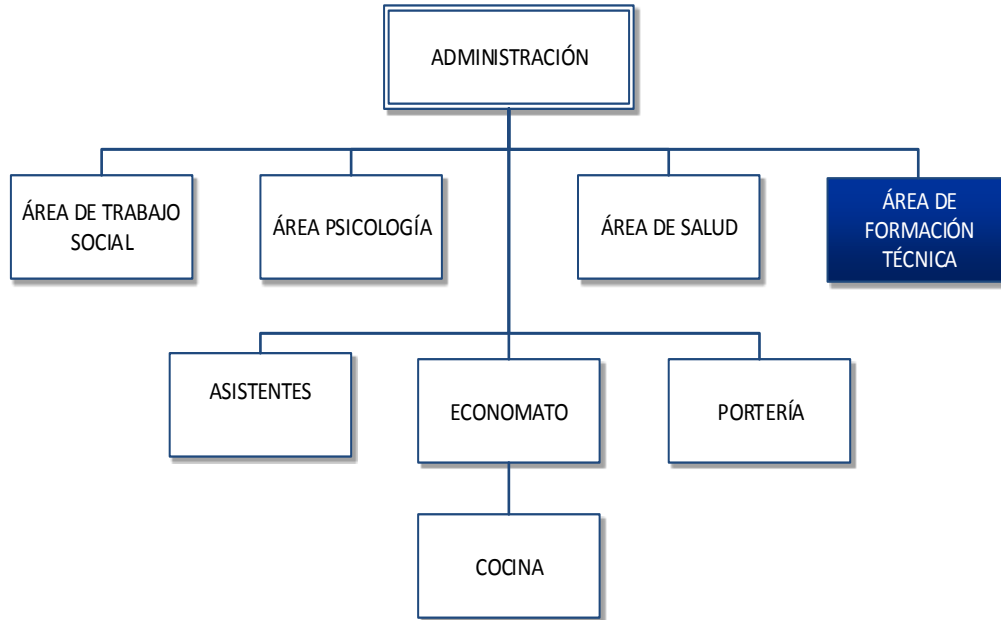 ADMINISTRACIÓN
ÁREA DE TRABAJO
SOCIAL
ÁREA PSICOLOGÍA
ÁREA DE SALUD
ÁREA DE
FORMACIÓN
TÉCNICA
ASISTENTES
ECONOMATO
PORTERÍA
COCINA